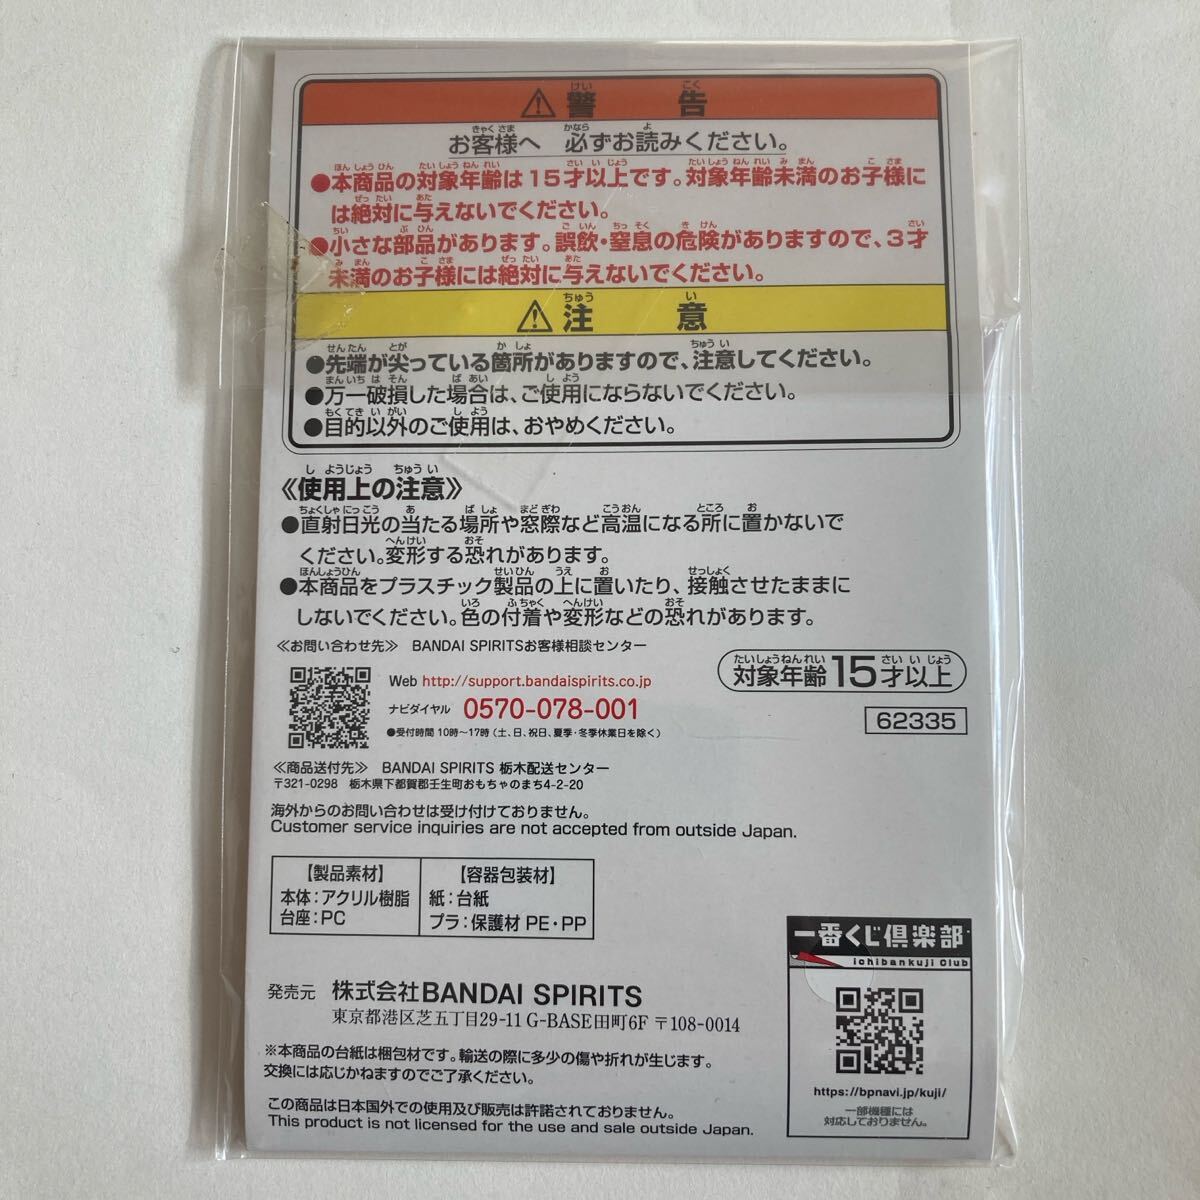 ⚠警告
お客様へ 必ずお読みください。
●本商品の対象年齢は15才以上です。対象年齢未満のお子様に
は絶対に与えないでください。
●小さな部品があります。誤飲・窒息の危険がありますので、3才
未満のお子様には絶対に与えないでください。
⚠注意
●先端が尖っている箇所がありますので、注意してください。
●万一破損した場合は、ご使用にならないでください。
●目的以外のご使用は、おやめください。
《使用上の注意》
●直射日光の当たる場所や窓際など高温になる所に置かないで
ください。変形する恐れがあります。
●本商品をプラスチック製品の上に置いたり、接触させたままに
しないでください。色の付着や変形などの恐れがあります。
≪お問い合わせ先≫ BANDAI SPIRITSお客様相談センター
Web http://support.bandaispirits.co.jp
ナビダイヤル 0570-078-001
●受付時間 10時～17時(土、日、祝日、夏季・冬季休業日を除く)
対象年齢15才以上
62335
≪商品送付先≫ BANDAI SPIRITS 栃木配送センター
〒321-0298 栃木県下都賀郡壬生町おもちゃのまち4-2-20
海外からのお問い合わせは受け付けておりません。
Customer service inquiries are not accepted from outside Japan.
【製品素材】
本体:アクリル樹脂
台座:PC
【容器包装材】
紙:台紙
プラ:保護材 PE・PP
一番くじ倶楽部
ichibankuji Club
https://bpnavi.jp/kuji/
一部機種には
対応しておりません。
発売元 株式会社BANDAI SPIRITS
東京都港区芝五丁目29-11 G-BASE田町6F 〒108-0014
※本商品の台紙は梱包材です。輸送の際に多少の傷や折れが生じます。
交換には応じかねますのでご了承ください。
この商品は日本国外での使用及び販売は許諾されておりません。
This product is not licensed for the use and sale outside Japan.